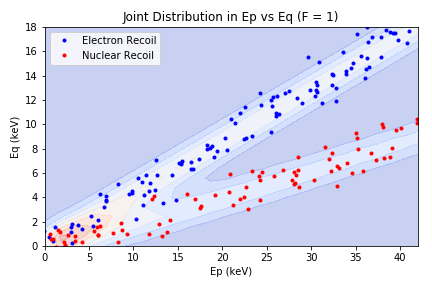 Joint Distribution in Ep vs Eq (F = 1)
Electron Recoil
Nuclear Recoil
Eq (keV)
18
16
14
12
10
8
6
4
2
0
0 5 10 15 20 25 30 35 40
Ep (keV)